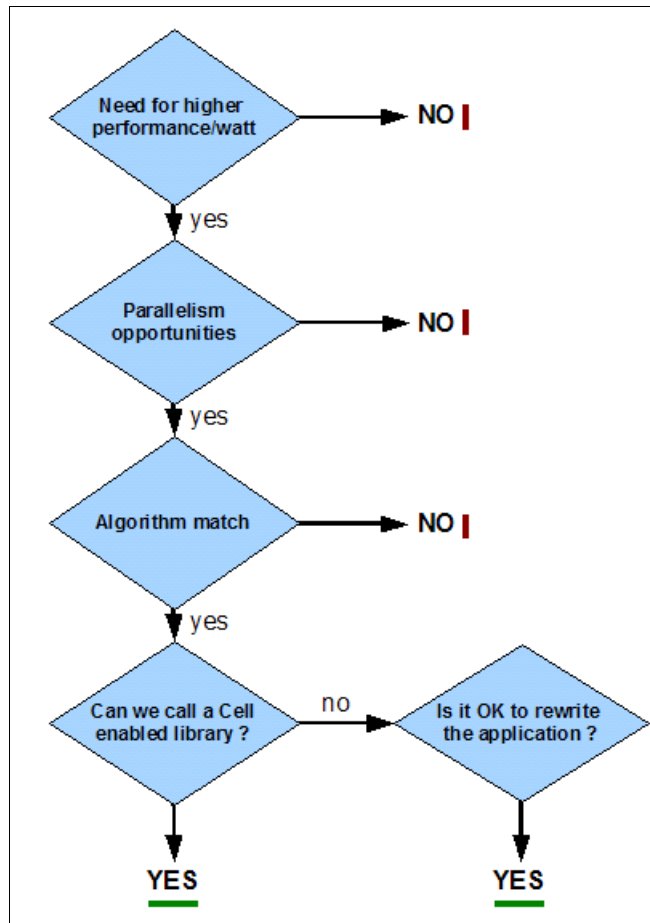 Need for higher
performance/watt
NO
yes
Parallelism
opportunities
NO
yes
Algorithm match
NO
yes
Can we call a Cell
enabled library ?
no
Is it OK to rewrite
the application ?
YES
YES